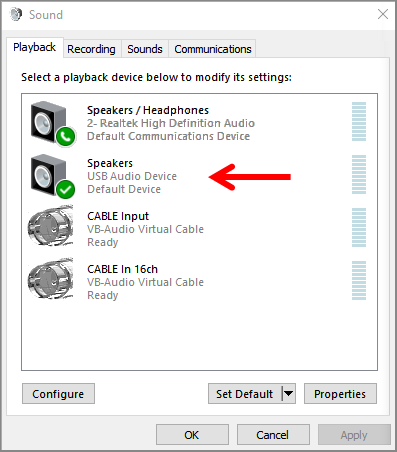 Sound
Playback
Recording
Sounds
Communications
Select a playback device below to modify its settings:
Speakers / Headphones
2- Realtek High Definition Audio
Default Communications Device
Speakers
USB Audio Device
Default Device
CABLE Input
VB-Audio Virtual Cable
Ready
CABLE In 16ch
VB-Audio Virtual Cable
Ready
Configure
Set Default
Properties
OK
Cancel
Apply